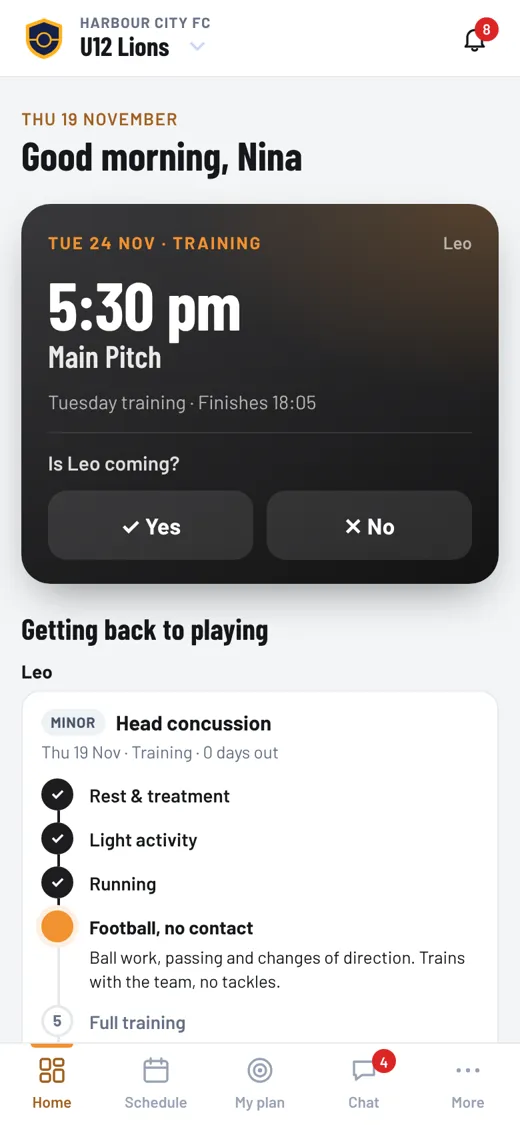 HARBOUR CITY FC
U12 Lions
8
THU 19 NOVEMBER
Good morning, Nina
TUE 24 NOV · TRAINING
Leo
5:30 pm
Main Pitch
Tuesday training · Finishes 18:05
Is Leo coming?
✓ Yes
✕ No
Getting back to playing
Leo
MINOR Head concussion
Thu 19 Nov · Training · 0 days out
Rest & treatment
Light activity
Running
Football, no contact
Ball work, passing and changes of direction. Trains
with the team, no tackles.
5 Full training
4
Home
Schedule
My plan
Chat
More